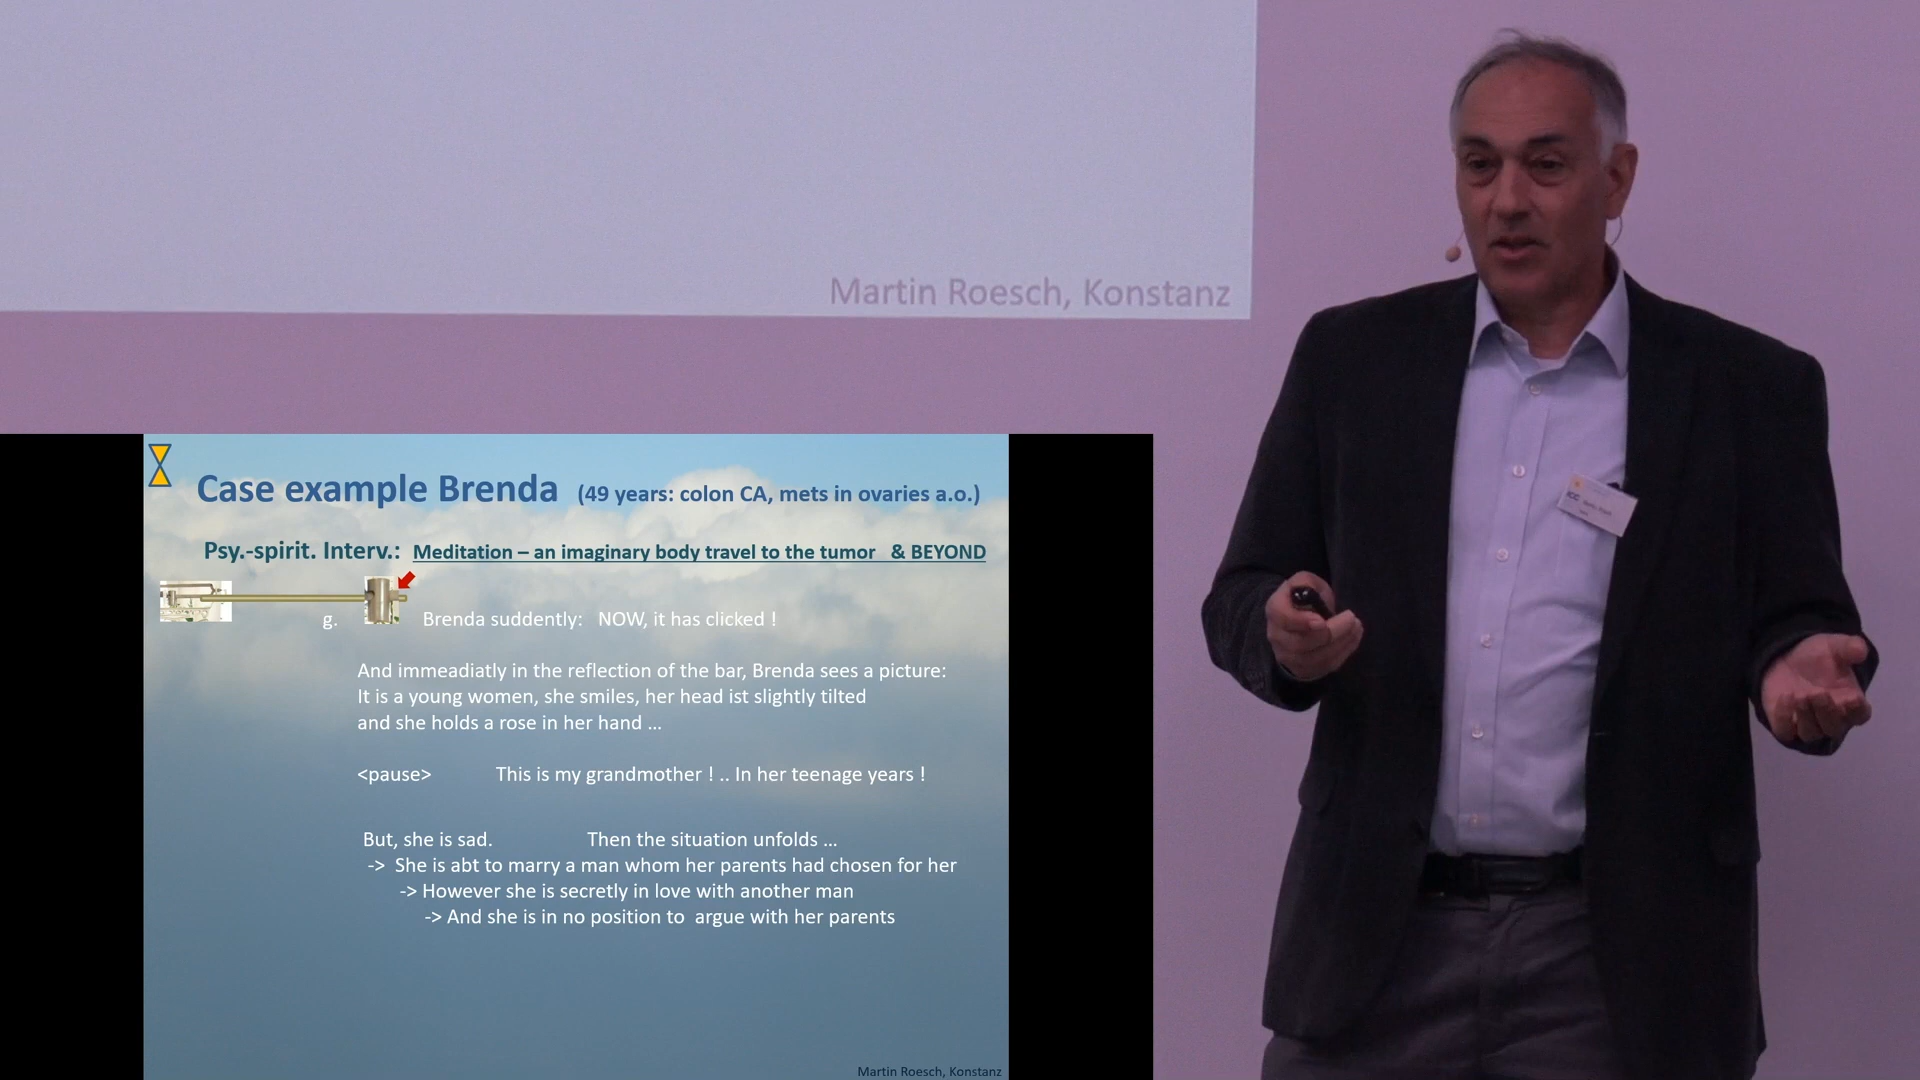 Martin Roesch, Konstanz
Case example Brenda (49 years: colon CA, mets in ovaries a.o.)
Psy.-spirit. Interv.: Meditation – an imaginary body travel to the tumor & BEYOND
g. Brenda suddently: NOW, it has clicked !
And immeadiatly in the reflection of the bar, Brenda sees a picture:
It is a young women, she smiles, her head ist slightly tilted
and she holds a rose in her hand ...
<pause> This is my grandmother ! .. In her teenage years !
But, she is sad. Then the situation unfolds ...
-> She is abt to marry a man whom her parents had chosen for her
-> However she is secretly in love with another man
-> And she is in no position to argue with her parents
Martin Roesch, Konstanz